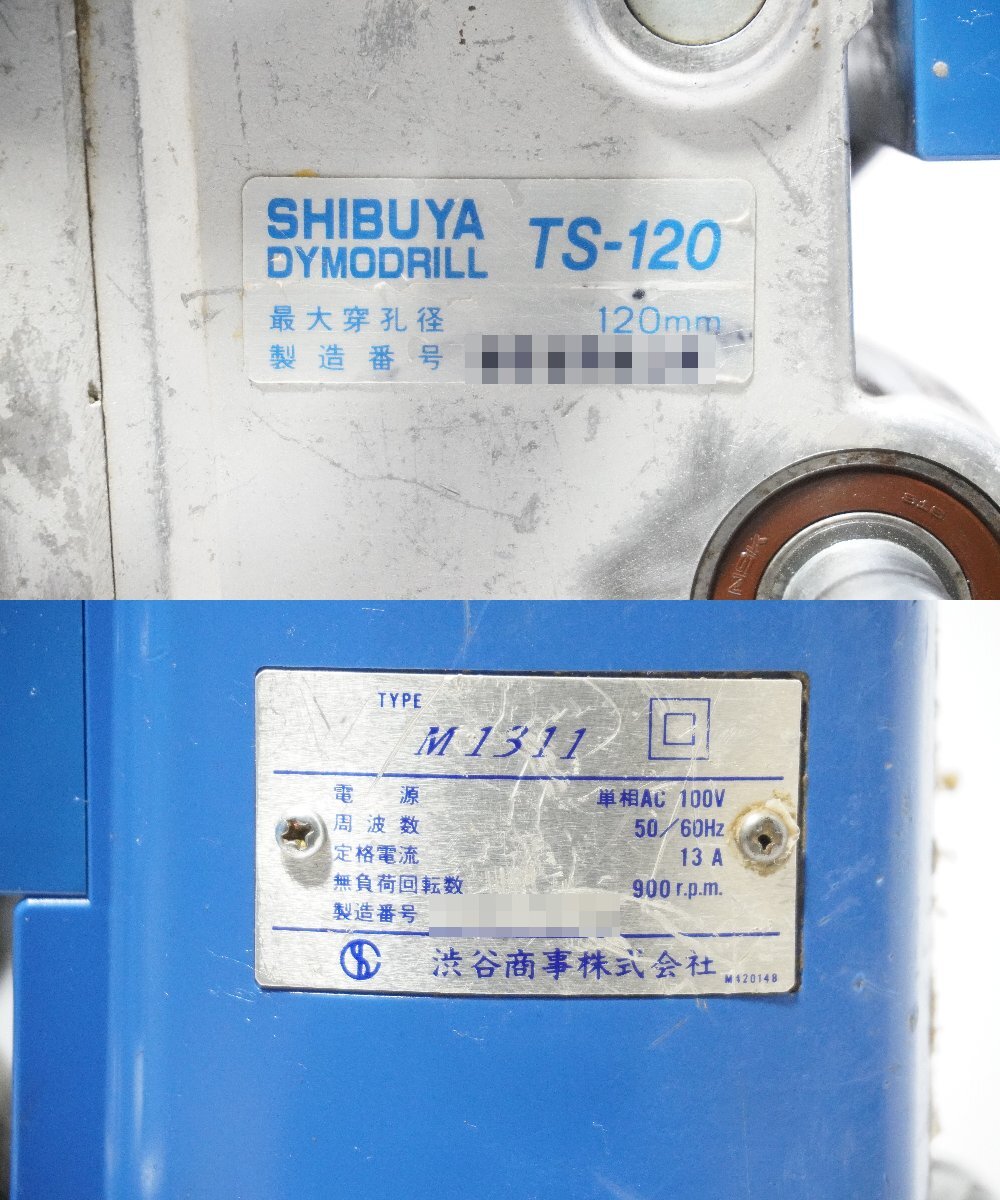 SHIBUYA
DYMODRILL
TS-120
最大穿孔径 120mm
製造番号
NBK
TYPE
M1311
電源 単相AC 100V
周波数 50/60Hz
定格電流 13 A
無負荷回転数 900 r.p.m.
製造番号
渋谷商事株式会社
M420148